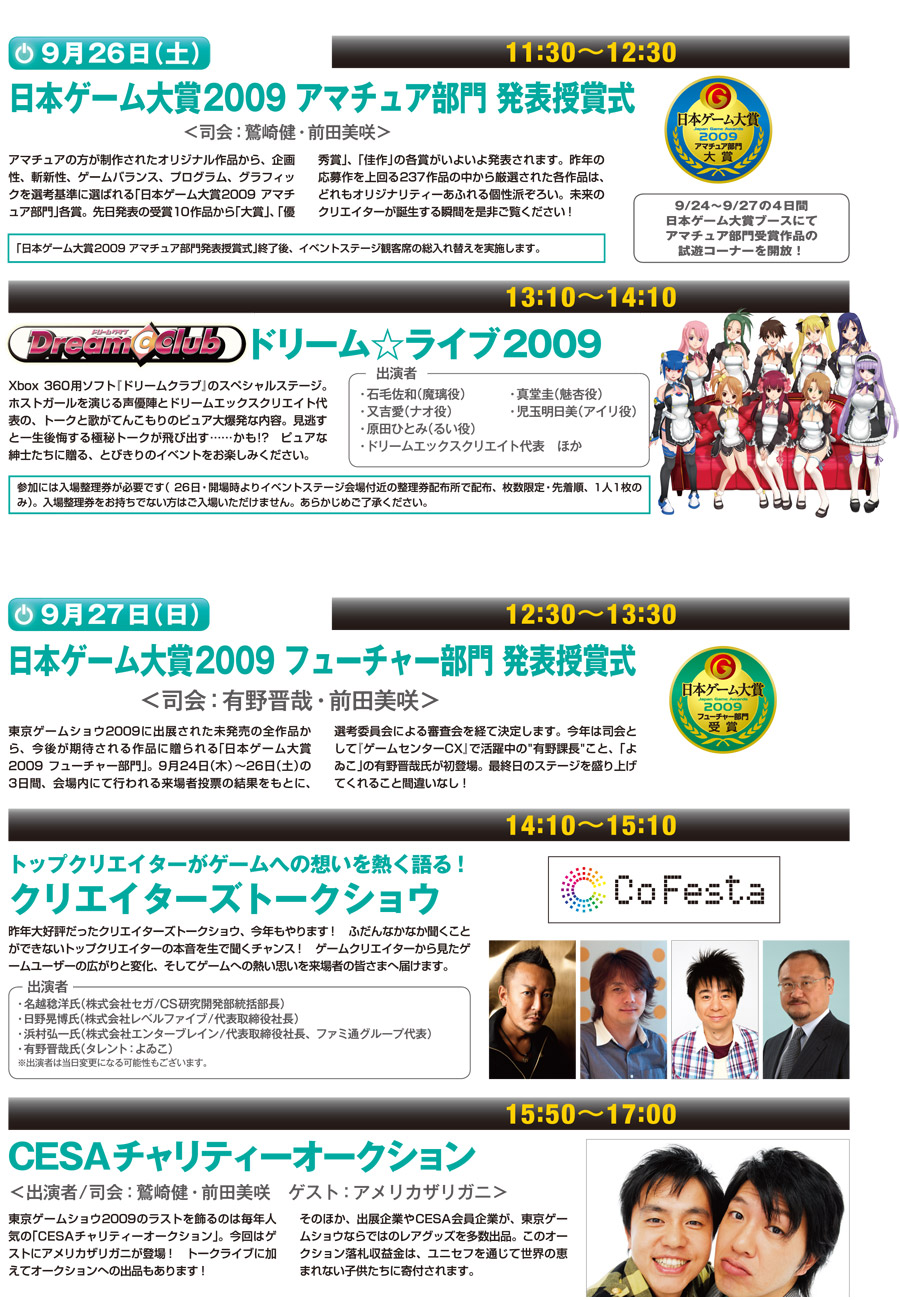 9月26日(土)
11:30〜12:30
日本ゲーム大賞2009 アマチュア部門 発表授賞式
＜司会：鷲崎健・前田美咲＞
アマチュアの方が制作されたオリジナル作品から、企画
性、斬新性、ゲームバランス、プログラム、グラフィッ
クを選考基準に選ばれる「日本ゲーム大賞2009 アマチ
ュア部門」各賞。先日発表の受賞10作品から「大賞」、「優
秀賞」、「佳作」の各賞がいよいよ発表されます。昨年の
応募作を上回る237作品の中から厳選された各作品は、
どれもオリジナリティーあふれる個性派ぞろい。未来の
クリエイターが誕生する瞬間を是非ご覧ください！
日本ゲーム大賞
Japan Game Awards
2009
アマチュア部門
大賞
9/24〜9/27の4日間
日本ゲーム大賞ブースにて
アマチュア部門受賞作品の
試遊コーナーを開放！
「日本ゲーム大賞2009 アマチュア部門発表授賞式」終了後、イベントステージ観客席の総入れ替えを実施します。
13:10〜14:10
ドリームクラブ
Dream Club
ドリーム☆ライブ2009
Xbox 360用ソフト『ドリームクラブ』のスペシャルステージ。
ホストガールを演じる声優陣とドリームエックスクリエイト代
表の、トークと歌がてんこもりのピュア大爆発な内容。見逃す
と一生後悔する極秘トークが飛び出す……かも!?　ピュアな
紳士たちに贈る、とびきりのイベントをお楽しみください。
出演者
・石毛佐和(魔璃役)
・真堂圭(魅杏役)
・又吉愛(ナオ役)
・児玉明日美(アイリ役)
・原田ひとみ(るい役)
・ドリームエックスクリエイト代表　ほか
参加には入場整理券が必要です( 26日・開場時よりイベントステージ会場付近の整理券配布所で配布、枚数限定・先着順、1人1枚の
み)。入場整理券をお持ちでない方はご入場いただけません。あらかじめご了承ください。
9月27日(日)
12:30〜13:30
日本ゲーム大賞2009 フューチャー部門 発表授賞式
＜司会：有野晋哉・前田美咲＞
東京ゲームショウ2009に出展された未発売の全作品か
ら、今後が期待される作品に贈られる「日本ゲーム大賞
2009 フューチャー部門」。9月24日(木)〜26日(土)の
3日間、会場内にて行われる来場者投票の結果をもとに、
選考委員会による審査会を経て決定します。今年は司会と
して『ゲームセンターCX』で活躍中の"有野課長"こと、「よ
ゐこ」の有野晋哉氏が初登場。最終日のステージを盛り上げ
てくれること間違いなし！
日本ゲーム大賞
Japan Game Awards
2009
フューチャー部門
受賞
14:10〜15:10
トップクリエイターがゲームへの想いを熱く語る！
クリエイターズトークショウ
CoFesta
昨年大好評だったクリエイターズトークショウ、今年もやります！　ふだんなかなか聞くこと
ができないトップクリエイターの本音を生で聞くチャンス！　ゲームクリエイターから見たゲ
ームユーザーの広がりと変化、そしてゲームへの熱い思いを来場者の皆さまへ届けます。
出演者
・名越稔洋氏(株式会社セガ/CS研究開発部統括部長)
・日野晃博氏(株式会社レベルファイブ/代表取締役社長)
・浜村弘一氏(株式会社エンターブレイン/代表取締役社長、ファミ通グループ代表)
・有野晋哉氏(タレント：よゐこ)
※出演者は当日変更になる可能性もございます。
15:50〜17:00
CESAチャリティーオークション
＜出演者/司会：鷲崎健・前田美咲　ゲスト：アメリカザリガニ＞
東京ゲームショウ2009のラストを飾るのは毎年人
気の「CESAチャリティーオークション」。今回はゲ
ストにアメリカザリガニが登場！　トークライブに加
えてオークションへの出品もあります！
そのほか、出展企業やCESA会員企業が、東京ゲー
ムショウならではのレアグッズを多数出品。このオー
クション落札収益金は、ユニセフを通じて世界の恵
まれない子供たちに寄付されます。